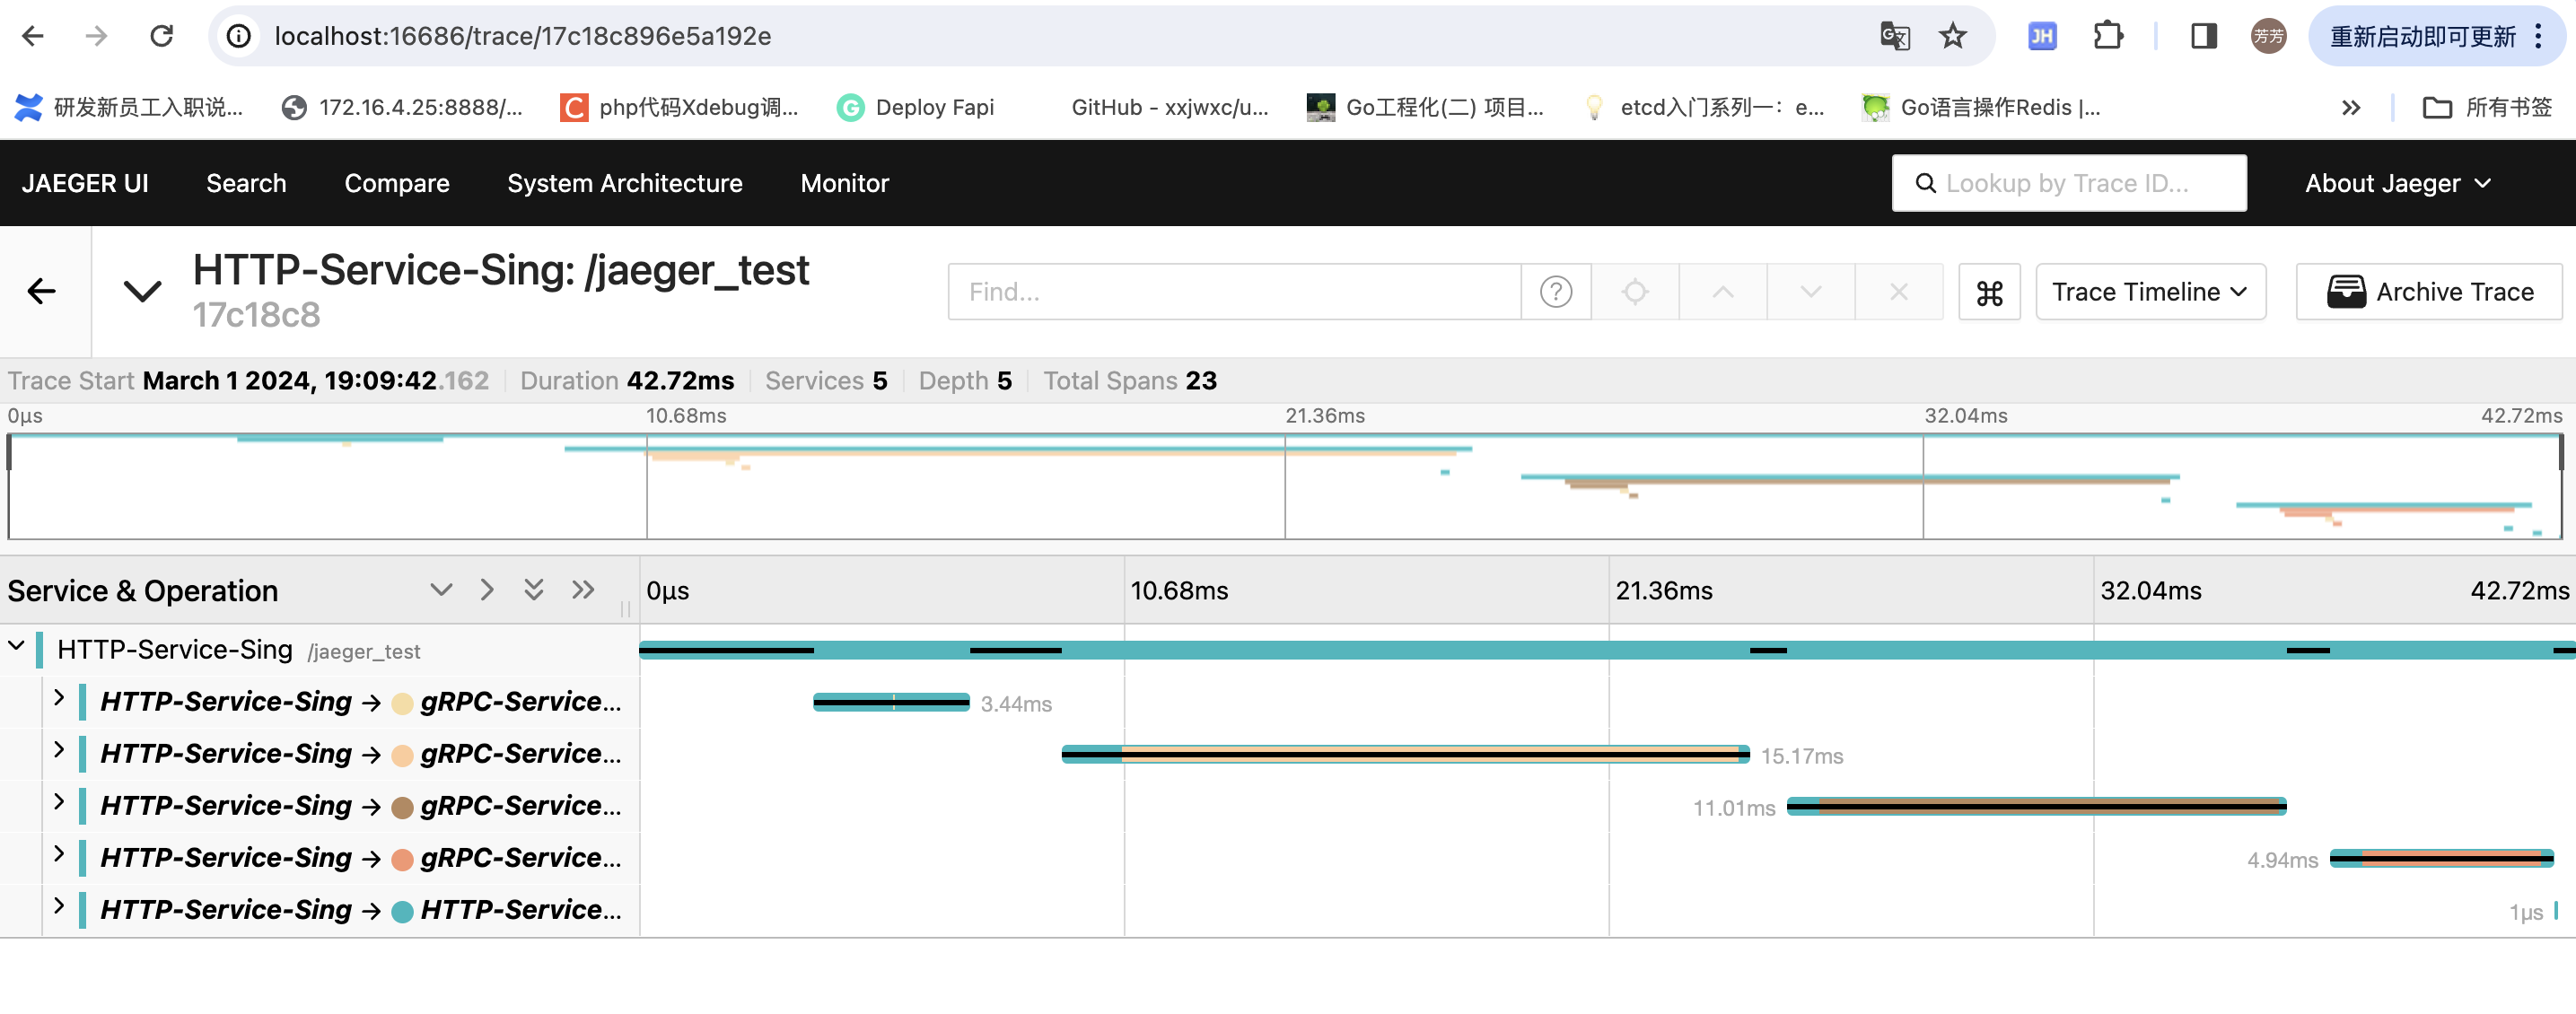 localhost:16686/trace/17c18c896e5a192e
JH
芳芳
重新启动即可更新
研发新员工入职说...
172.16.4.25:8888/...
php代码Xdebug调...
Deploy Fapi
GitHub - xxjwxc/u...
Go工程化(二) 项目...
etcd入门系列一：e...
Go语言操作Redis |...
所有书签
JAEGER UI
Search
Compare
System Architecture
Monitor
Lookup by Trace ID...
About Jaeger
HTTP-Service-Sing: /jaeger_test
17c18c8
Find...
Trace Timeline
Archive Trace
Trace Start March 1 2024, 19:09:42.162
Duration 42.72ms
Services 5
Depth 5
Total Spans 23
0μs
10.68ms
21.36ms
32.04ms
42.72ms
Service & Operation
0μs
10.68ms
21.36ms
32.04ms
42.72ms
HTTP-Service-Sing /jaeger_test
HTTP-Service-Sing → gRPC-Service...
3.44ms
HTTP-Service-Sing → gRPC-Service...
15.17ms
HTTP-Service-Sing → gRPC-Service...
11.01ms
HTTP-Service-Sing → gRPC-Service...
4.94ms
HTTP-Service-Sing → HTTP-Service...
1μs